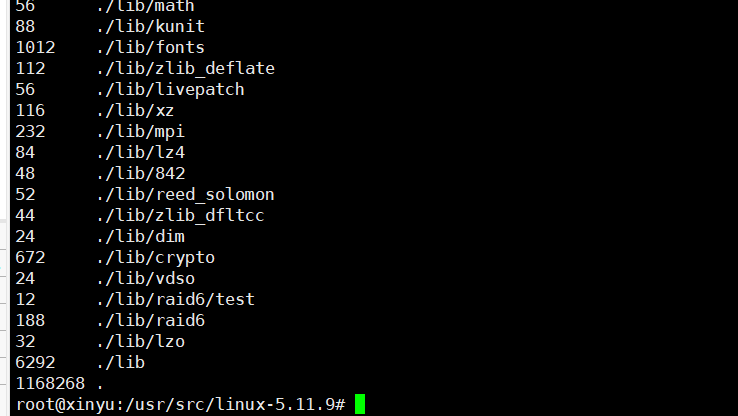 56 ./lib/math
88 ./lib/kunit
1012 ./lib/fonts
112 ./lib/zlib_deflate
56 ./lib/livepatch
116 ./lib/xz
232 ./lib/mpi
84 ./lib/lz4
48 ./lib/842
52 ./lib/reed_solomon
44 ./lib/zlib_dfltcc
24 ./lib/dim
672 ./lib/crypto
24 ./lib/vdso
12 ./lib/raid6/test
188 ./lib/raid6
32 ./lib/lzo
6292 ./lib
1168268 .
root@xinyu:/usr/src/linux-5.11.9#